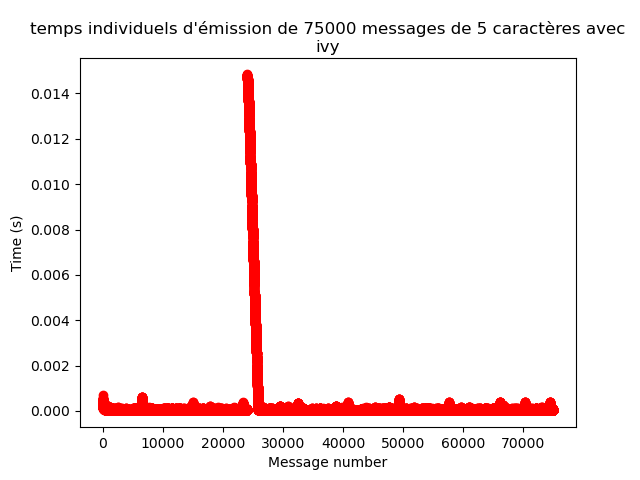 temps individuels d'émission de 75000 messages de 5 caractères avec
ivy
0.014
0.012
0.010
0.008
0.006
0.004
0.002
0.000
Time (s)
0 10000 20000 30000 40000 50000 60000 70000
Message number